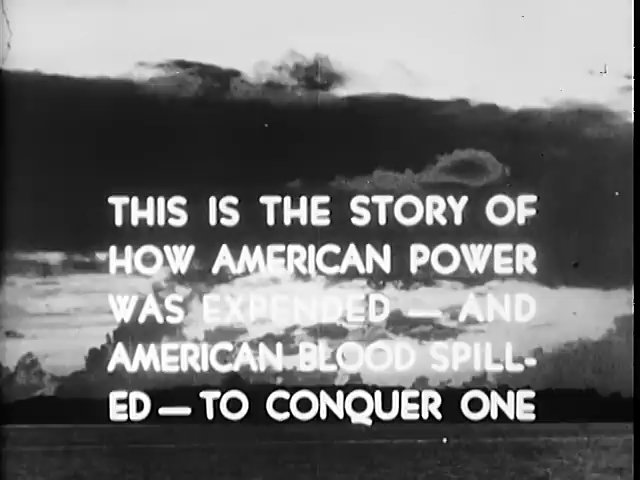 THIS IS THE STORY OF
HOW AMERICAN POWER
WAS EXPENDED — AND
AMERICAN BLOOD SPILL-
ED — TO CONQUER ONE